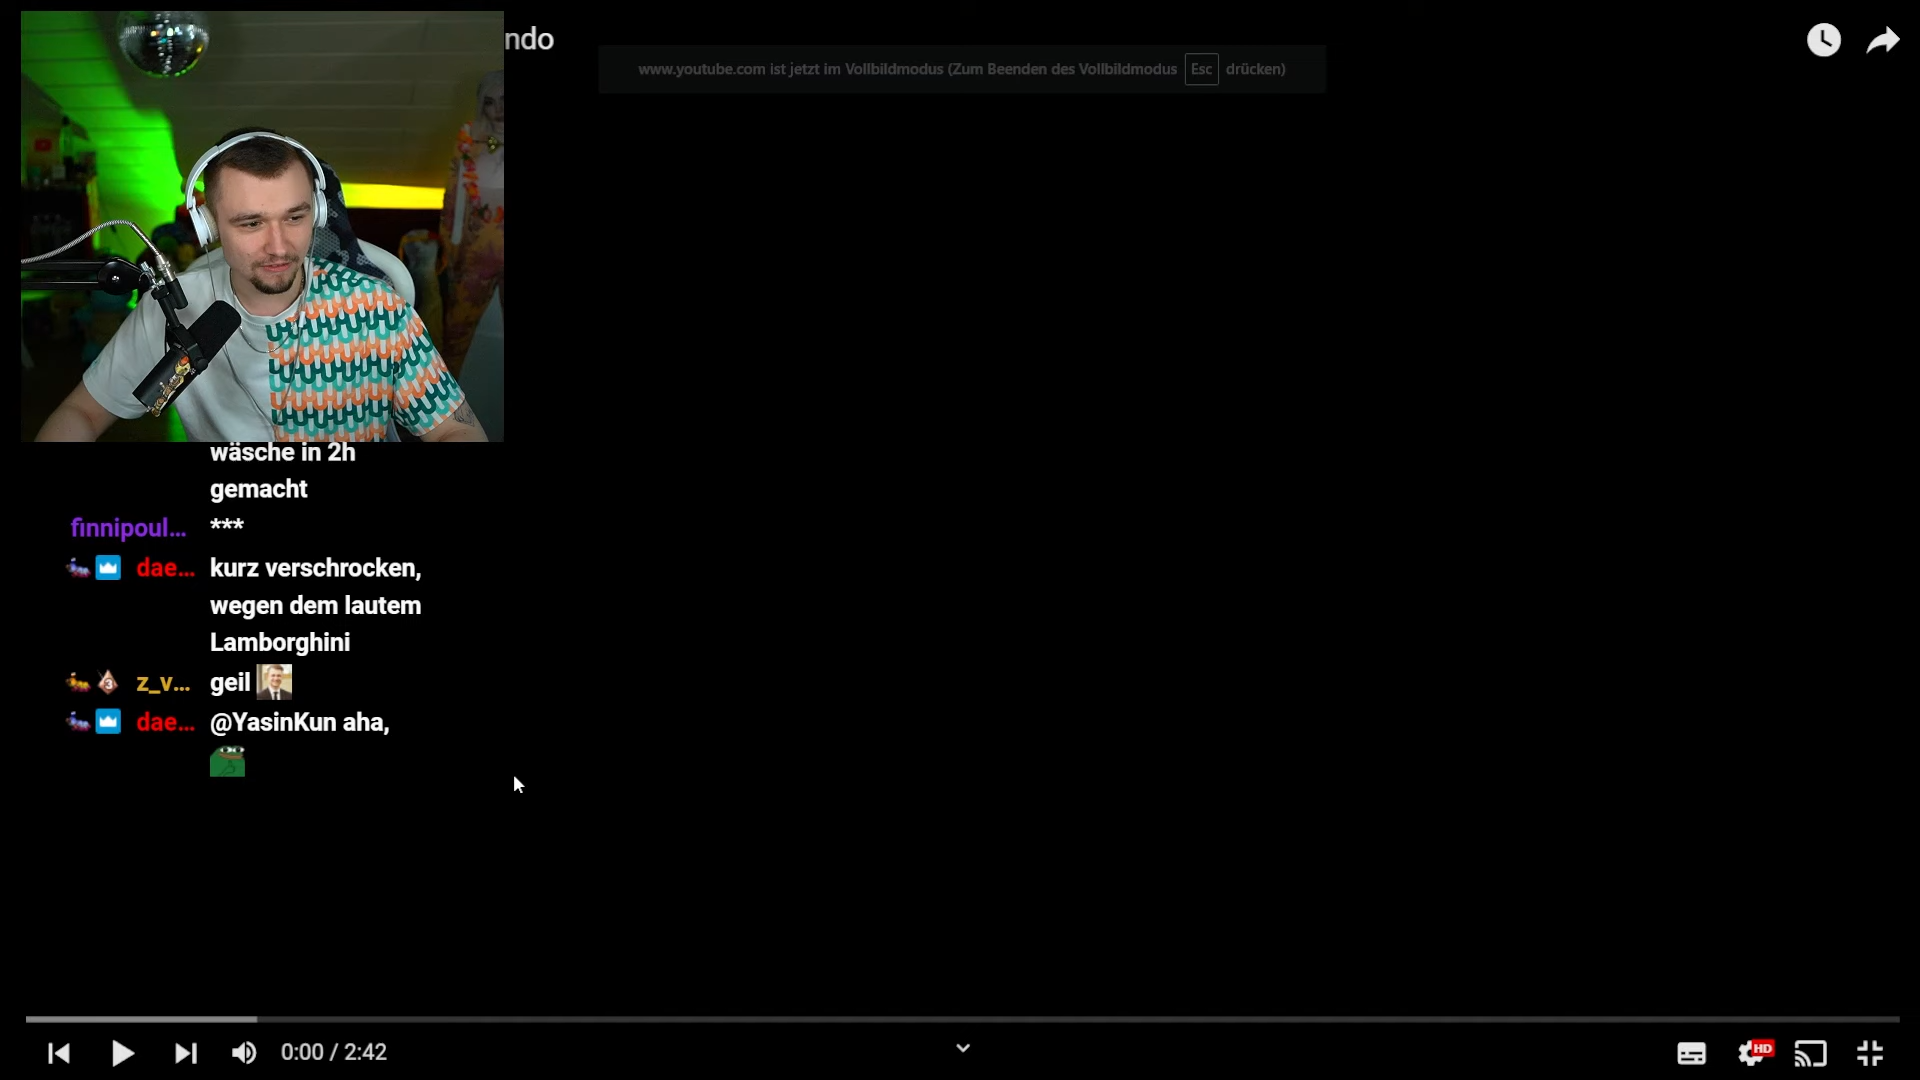 ndo
www.youtube.com ist jetzt im Vollbildmodus (Zum Beenden des Vollbildmodus Esc drücken)
wäsche in 2h
gemacht
finnipoul... ***
dae... kurz verschrocken,
wegen dem lautem
Lamborghini
3 z_v... geil
dae... @YasinKun aha,
0:00 / 2:42
HD